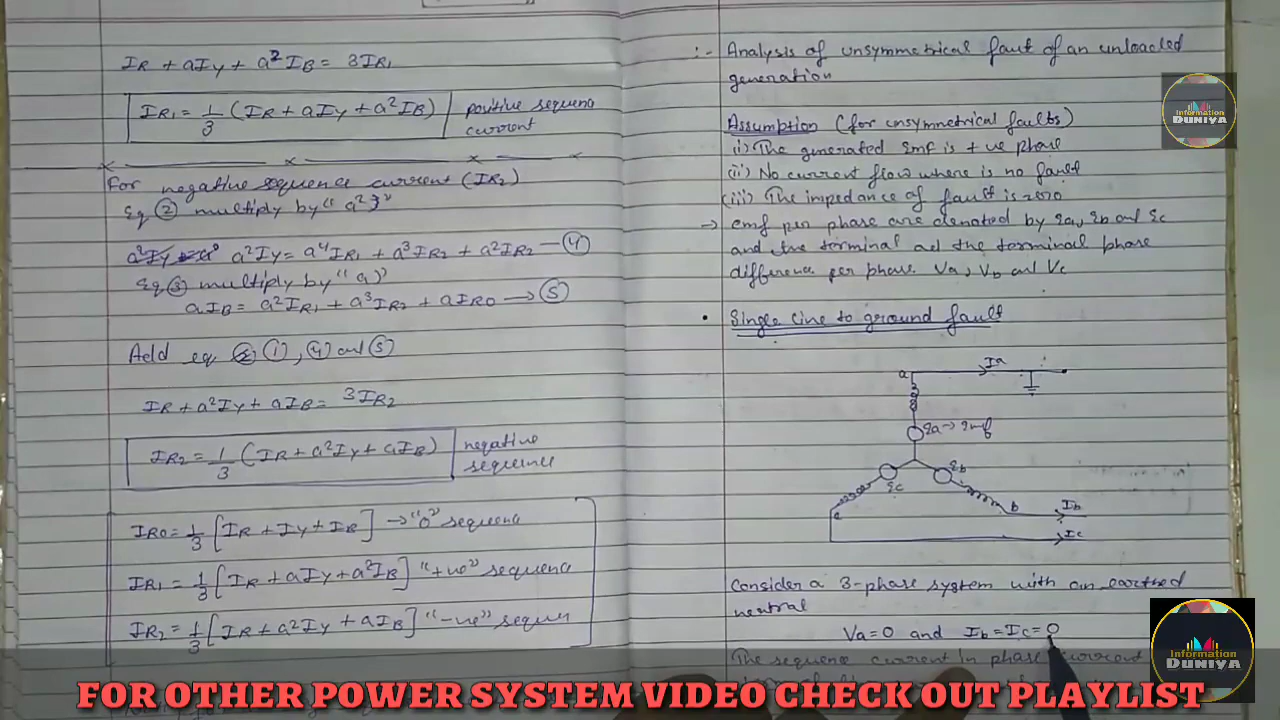 IR + aIY + a²IB = 3IR1
IR1 = 1/3 (IR + aIY + a²IB) positive sequence
current
For negative sequence current (IR2)
Eq ② multiply by "a²"
a²IY = a⁴IR1 + a³IR2 + a²IR2 — ④
Eq ③ multiply by "a"
aIB = a²IR1 + a³IR2 + aIR0 → ⑤
Add eq ①, ④ and ⑤
IR + a²IY + aIB = 3IR2
IR2 = 1/3 (IR + a²IY + aIB) negative
sequence
IR0 = 1/3 [IR + IY + IB] → "0" sequence
IR1 = 1/3 [IR + aIY + a²IB] "+ve" sequence
IR2 = 1/3 [IR + a²IY + aIB] "-ve" sequen
:- Analysis of unsymmetrical fault of an unloaded
generation
Assumption (for unsymetrical faults)
(i) The generated Emf is +ve phase
(ii) No current flow where is no fault
(iii) The impedance of fault is zero
→ emf per phase are denoted by Ea, Eb and Ec
and the terminal ad the terminal phase
difference per phase Va, Vb and Vc
• Single line to ground fault
a Ia
Ea → Emf
Ec Eb
c b Ib
Ic
Consider a 3-phase system with an earthed
neutral
Va = 0 and Ib = Ic = 0
The sequence current in phase current
Information
DUNIYA
Information
DUNIYA
FOR OTHER POWER SYSTEM VIDEO CHECK OUT PLAYLIST